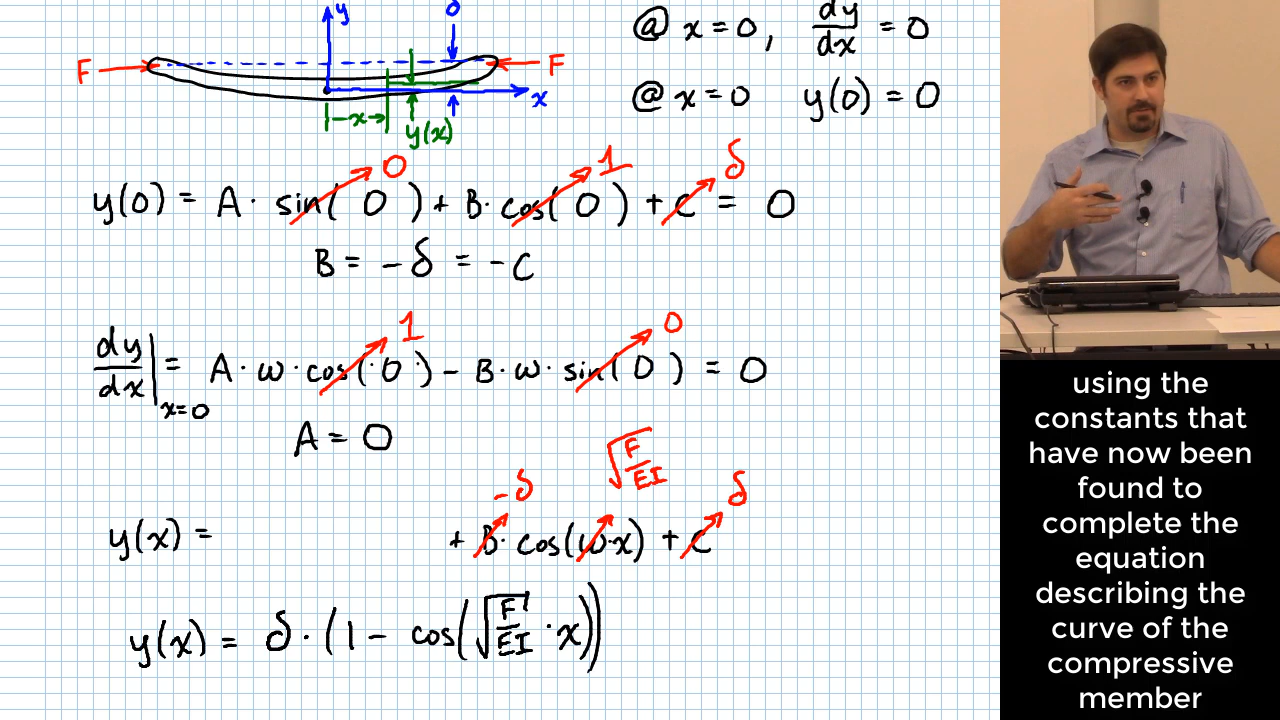 y δ
@ x = 0, dy/dx = 0
F F
x
-x-
y(x)
@ x = 0 y(0) = 0
0 1 δ
y(0) = A · sin( 0 ) + B · cos( 0 ) + C = 0
B = - δ = - C
1 0
dy/dx |x=0 = A · ω · cos( 0 ) - B · ω · sin( 0 ) = 0
A = 0
-δ √F/EI δ
y(x) = + B · cos(ω·x) + C
y(x) = δ · (1 - cos(√F/EI · x))
using the
constants that
have now been
found to
complete the
equation
describing the
curve of the
compressive
member